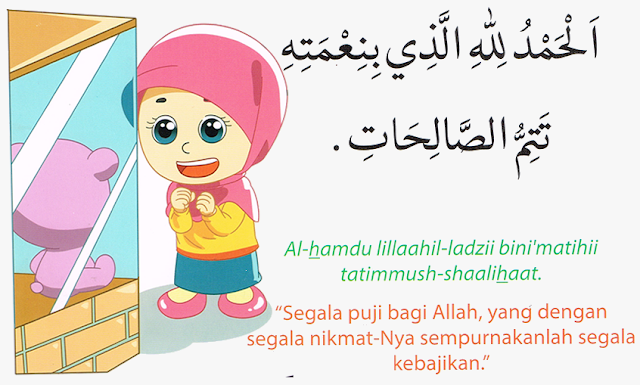 اَلْحَمْدُ لِلّٰهِ الَّذِي بِنِعْمَتِهِ
تَتِمُّ الصَّالِحَاتِ .
Al-hamdu lillaahil-ladzii bini'matihii
tatimmush-shaalihaat.
“Segala puji bagi Allah, yang dengan
segala nikmat-Nya sempurnakanlah segala
kebajikan.”